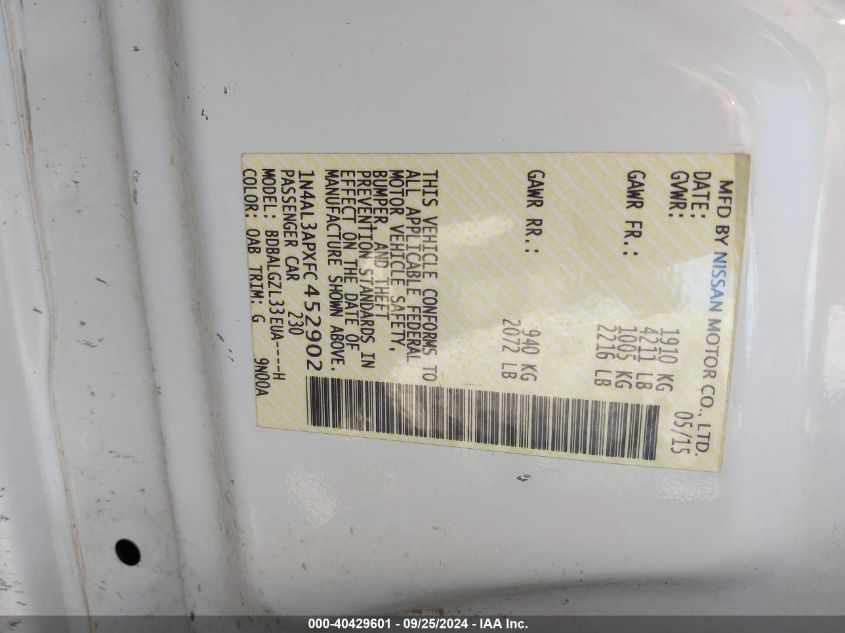 MFD BY NISSAN MOTOR CO., LTD.
DATE: 05/15
GVWR: 1910 KG
4211 LB
GAWR FR.: 1005 KG
2216 LB
GAWR RR.: 940 KG
2072 LB
THIS VEHICLE CONFORMS TO
ALL APPLICABLE FEDERAL
MOTOR VEHICLE SAFETY,
BUMPER, AND THEFT
PREVENTION STANDARDS IN
EFFECT ON THE DATE OF
MANUFACTURE SHOWN ABOVE.
1N4AL3APXFC452902
PASSENGER CAR 230
MODEL: BDBALGZL33EUA----H
COLOR: QAB TRIM: G 9N00A
000-40429601 - 09/25/2024 - IAA Inc.